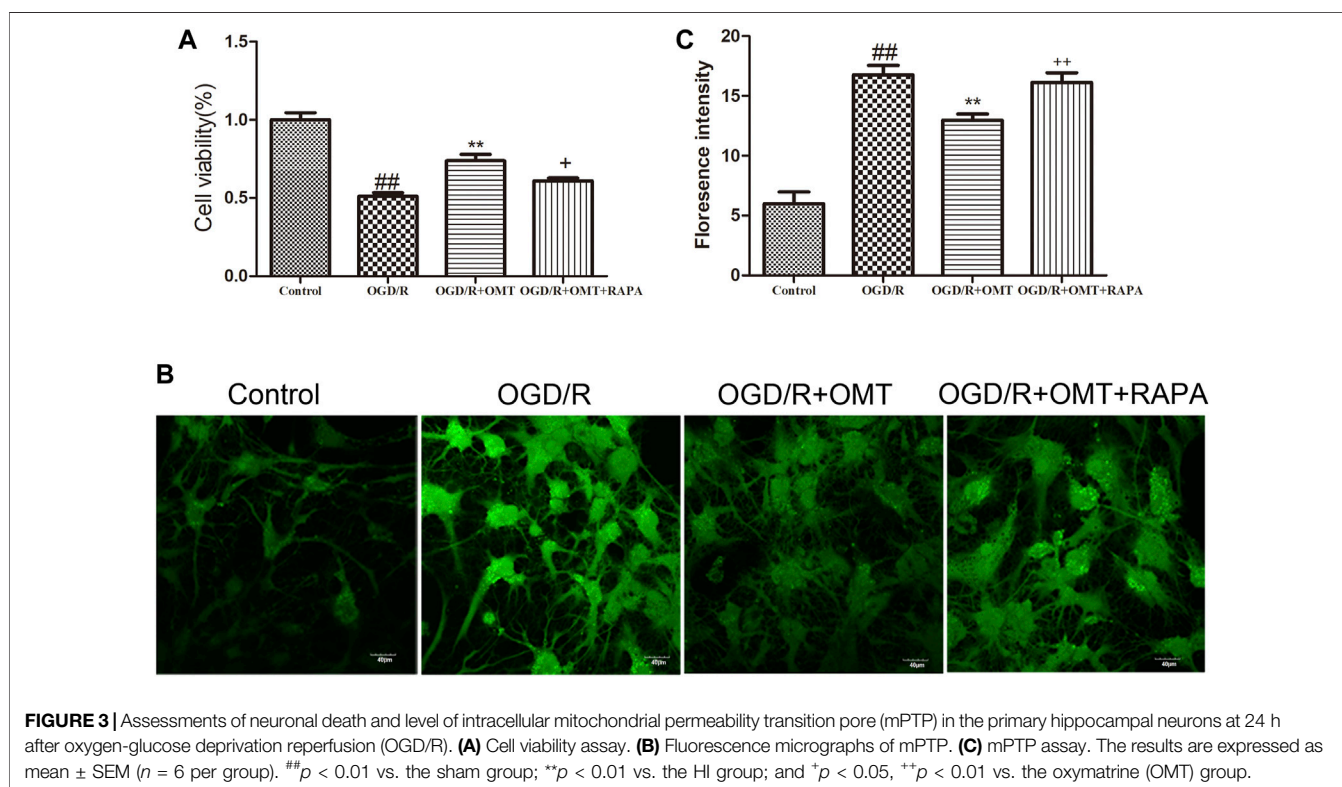 A
Cell viability(%)
1.5
1.0
0.5
0.0
##
**
+
Control
OGD/R
OGD/R+OMT
OGD/R+OMT+RAPA
C
Floresence intensity
20
15
10
5
0
##
**
++
Control
OGD/R
OGD/R+OMT
OGD/R+OMT+RAPA
B
Control
OGD/R
OGD/R+OMT
OGD/R+OMT+RAPA
40μm
40μm
40μm
40μm
FIGURE 3 | Assessments of neuronal death and level of intracellular mitochondrial permeability transition pore (mPTP) in the primary hippocampal neurons at 24 h
after oxygen-glucose deprivation reperfusion (OGD/R). (A) Cell viability assay. (B) Fluorescence micrographs of mPTP. (C) mPTP assay. The results are expressed as
mean ± SEM (n = 6 per group). ##p < 0.01 vs. the sham group; **p < 0.01 vs. the HI group; and +p < 0.05, ++p < 0.01 vs. the oxymatrine (OMT) group.